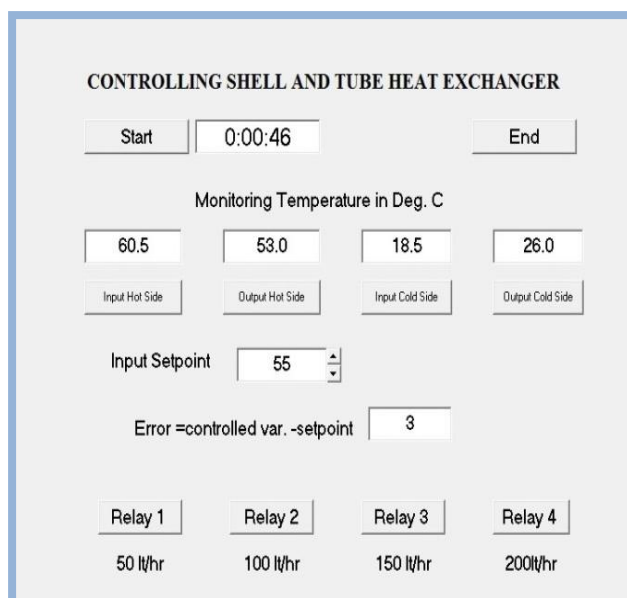 CONTROLLING SHELL AND TUBE HEAT EXCHANGER
Start 0:00:46 End
Monitoring Temperature in Deg. C
60.5 53.0 18.5 26.0
Input Hot Side Output Hot Side Input Cold Side Output Cold Side
Input Setpoint 55
Error =controlled var. -setpoint 3
Relay 1 Relay 2 Relay 3 Relay 4
50 lt/hr 100 lt/hr 150 lt/hr 200lt/hr